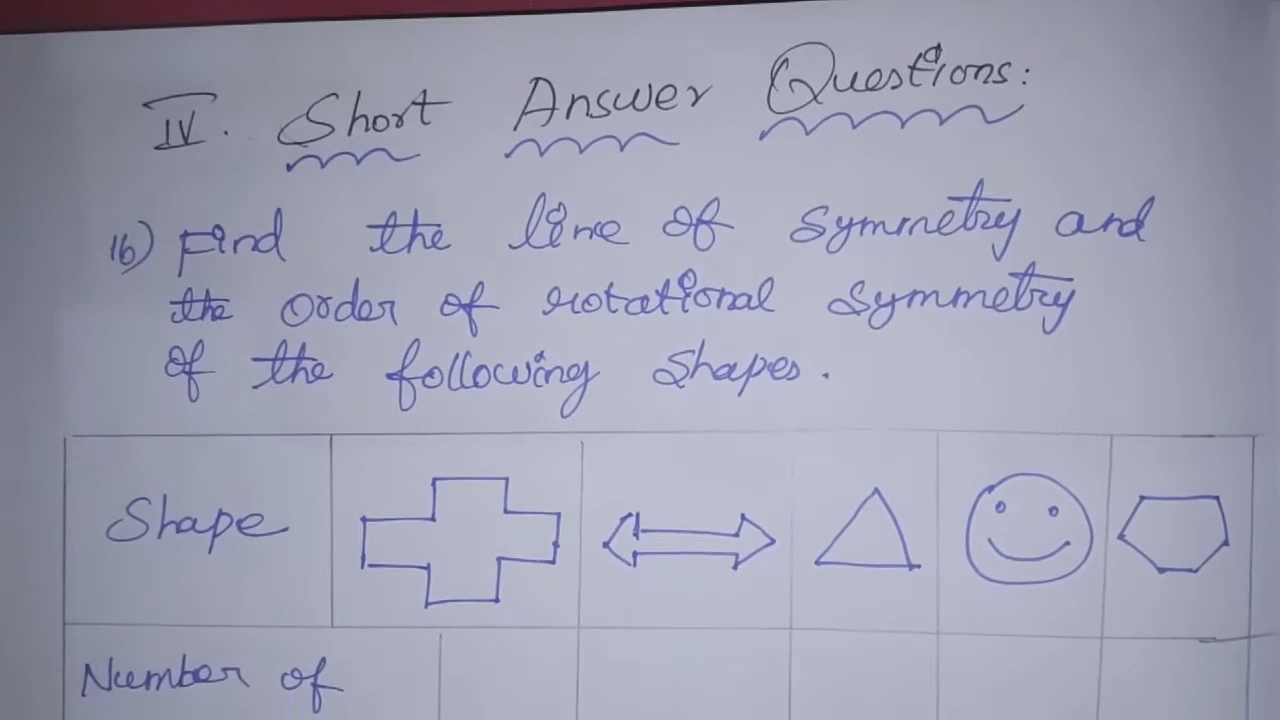 IV. Short Answer Questions:
16) Find the line of symmetry and
the order of rotational symmetry
of the following shapes.
Shape
Number of